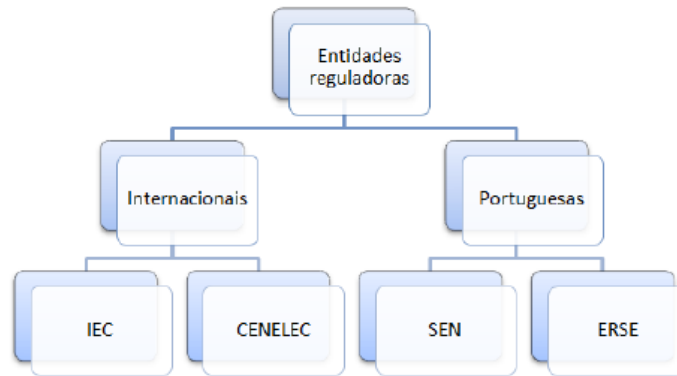 Entidades
reguladoras
Internacionais
Portuguesas
IEC
CENELEC
SEN
ERSE